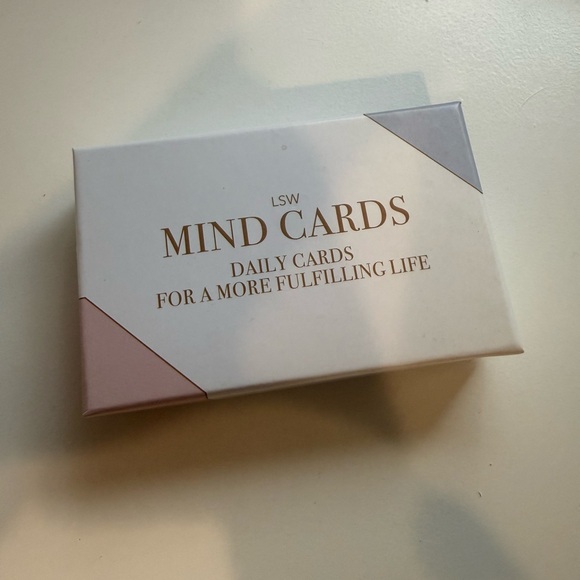 LSW
MIND CARDS
DAILY CARDS
FOR A MORE FULFILLING LIFE